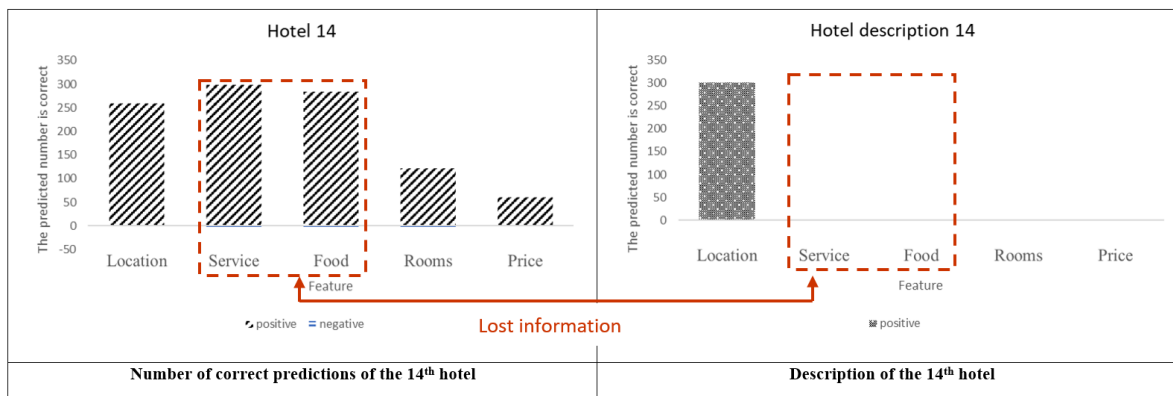 Hotel 14
The predicted number is correct
350
300
250
200
150
100
50
0
-50
Location Service Food Rooms Price
Feature
positive negative
Hotel description 14
The predicted number is correct
350
300
250
200
150
100
50
0
Location Service Food Rooms Price
Feature
positive
Lost information
Number of correct predictions of the 14th hotel
Description of the 14th hotel